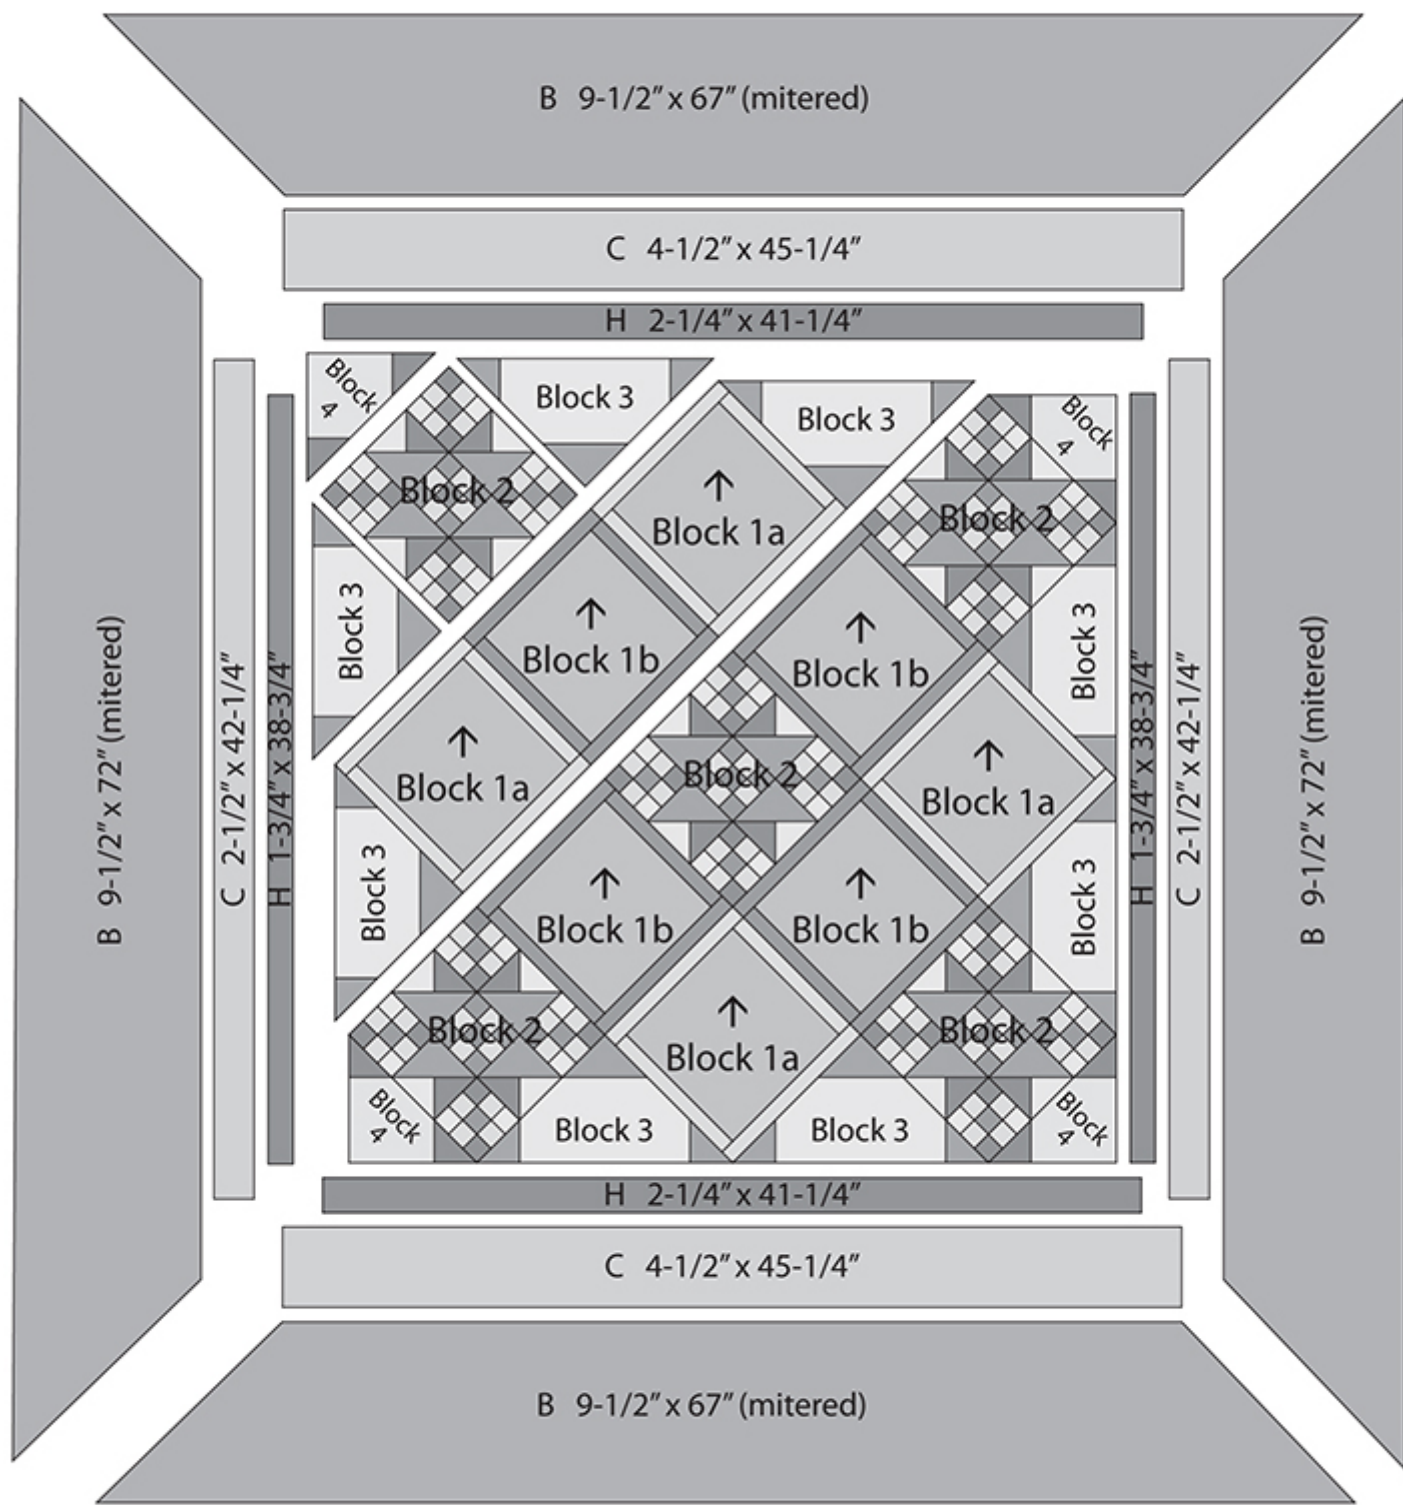 B 9-1/2” x 67” (mitered)
C 4-1/2” x 45-1/4”
H 2-1/4” x 41-1/4”
B 9-1/2” x 72” (mitered)
C 2-1/2” x 42-1/4”
H 1-3/4” x 38-3/4”
Block
4
Block 3
Block 3
Block
4
Block 2
Block 2
Block 1a
Block 3
Block 1b
Block 1b
Block 3
Block 1a
Block 2
Block 1a
Block 3
Block 1b
Block 1b
Block 3
Block 2
Block 1a
Block 2
Block
4
Block 3
Block 3
Block
4
H 1-3/4” x 38-3/4”
C 2-1/2” x 42-1/4”
B 9-1/2” x 72” (mitered)
H 2-1/4” x 41-1/4”
C 4-1/2” x 45-1/4”
B 9-1/2” x 67” (mitered)